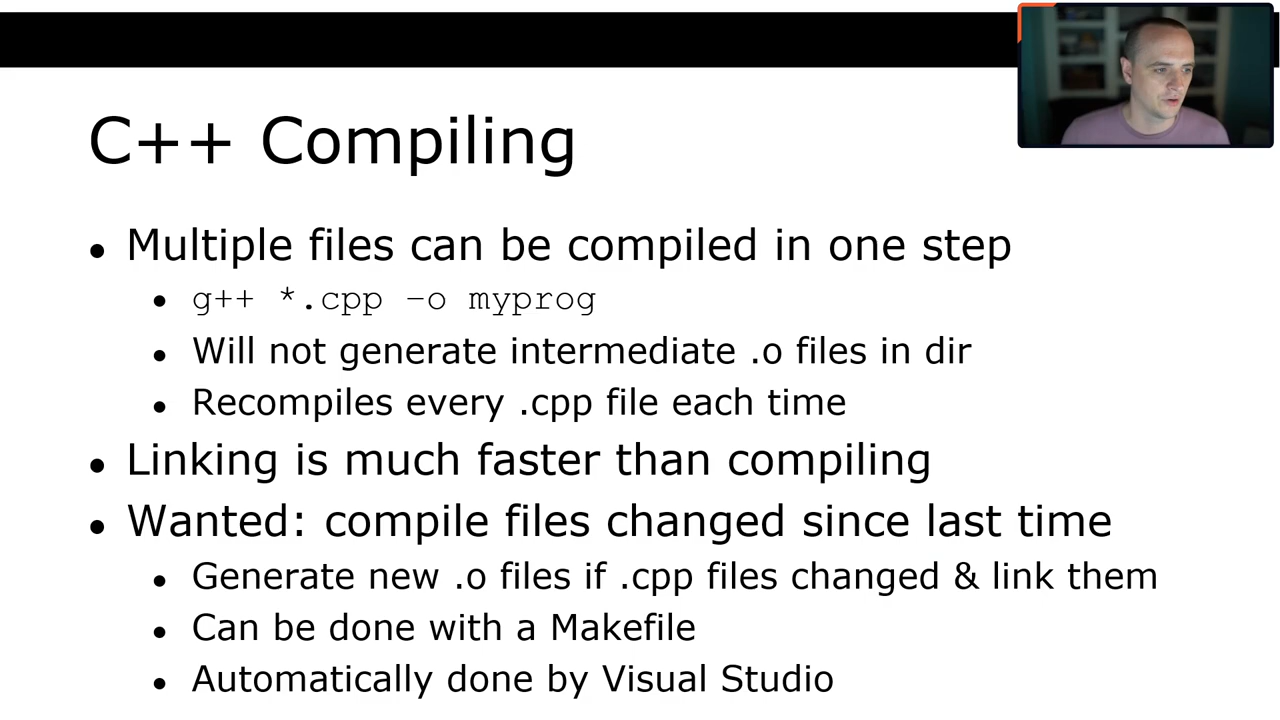 C++ Compiling
• Multiple files can be compiled in one step
• g++ *.cpp –o myprog
• Will not generate intermediate .o files in dir
• Recompiles every .cpp file each time
• Linking is much faster than compiling
• Wanted: compile files changed since last time
• Generate new .o files if .cpp files changed & link them
• Can be done with a Makefile
• Automatically done by Visual Studio